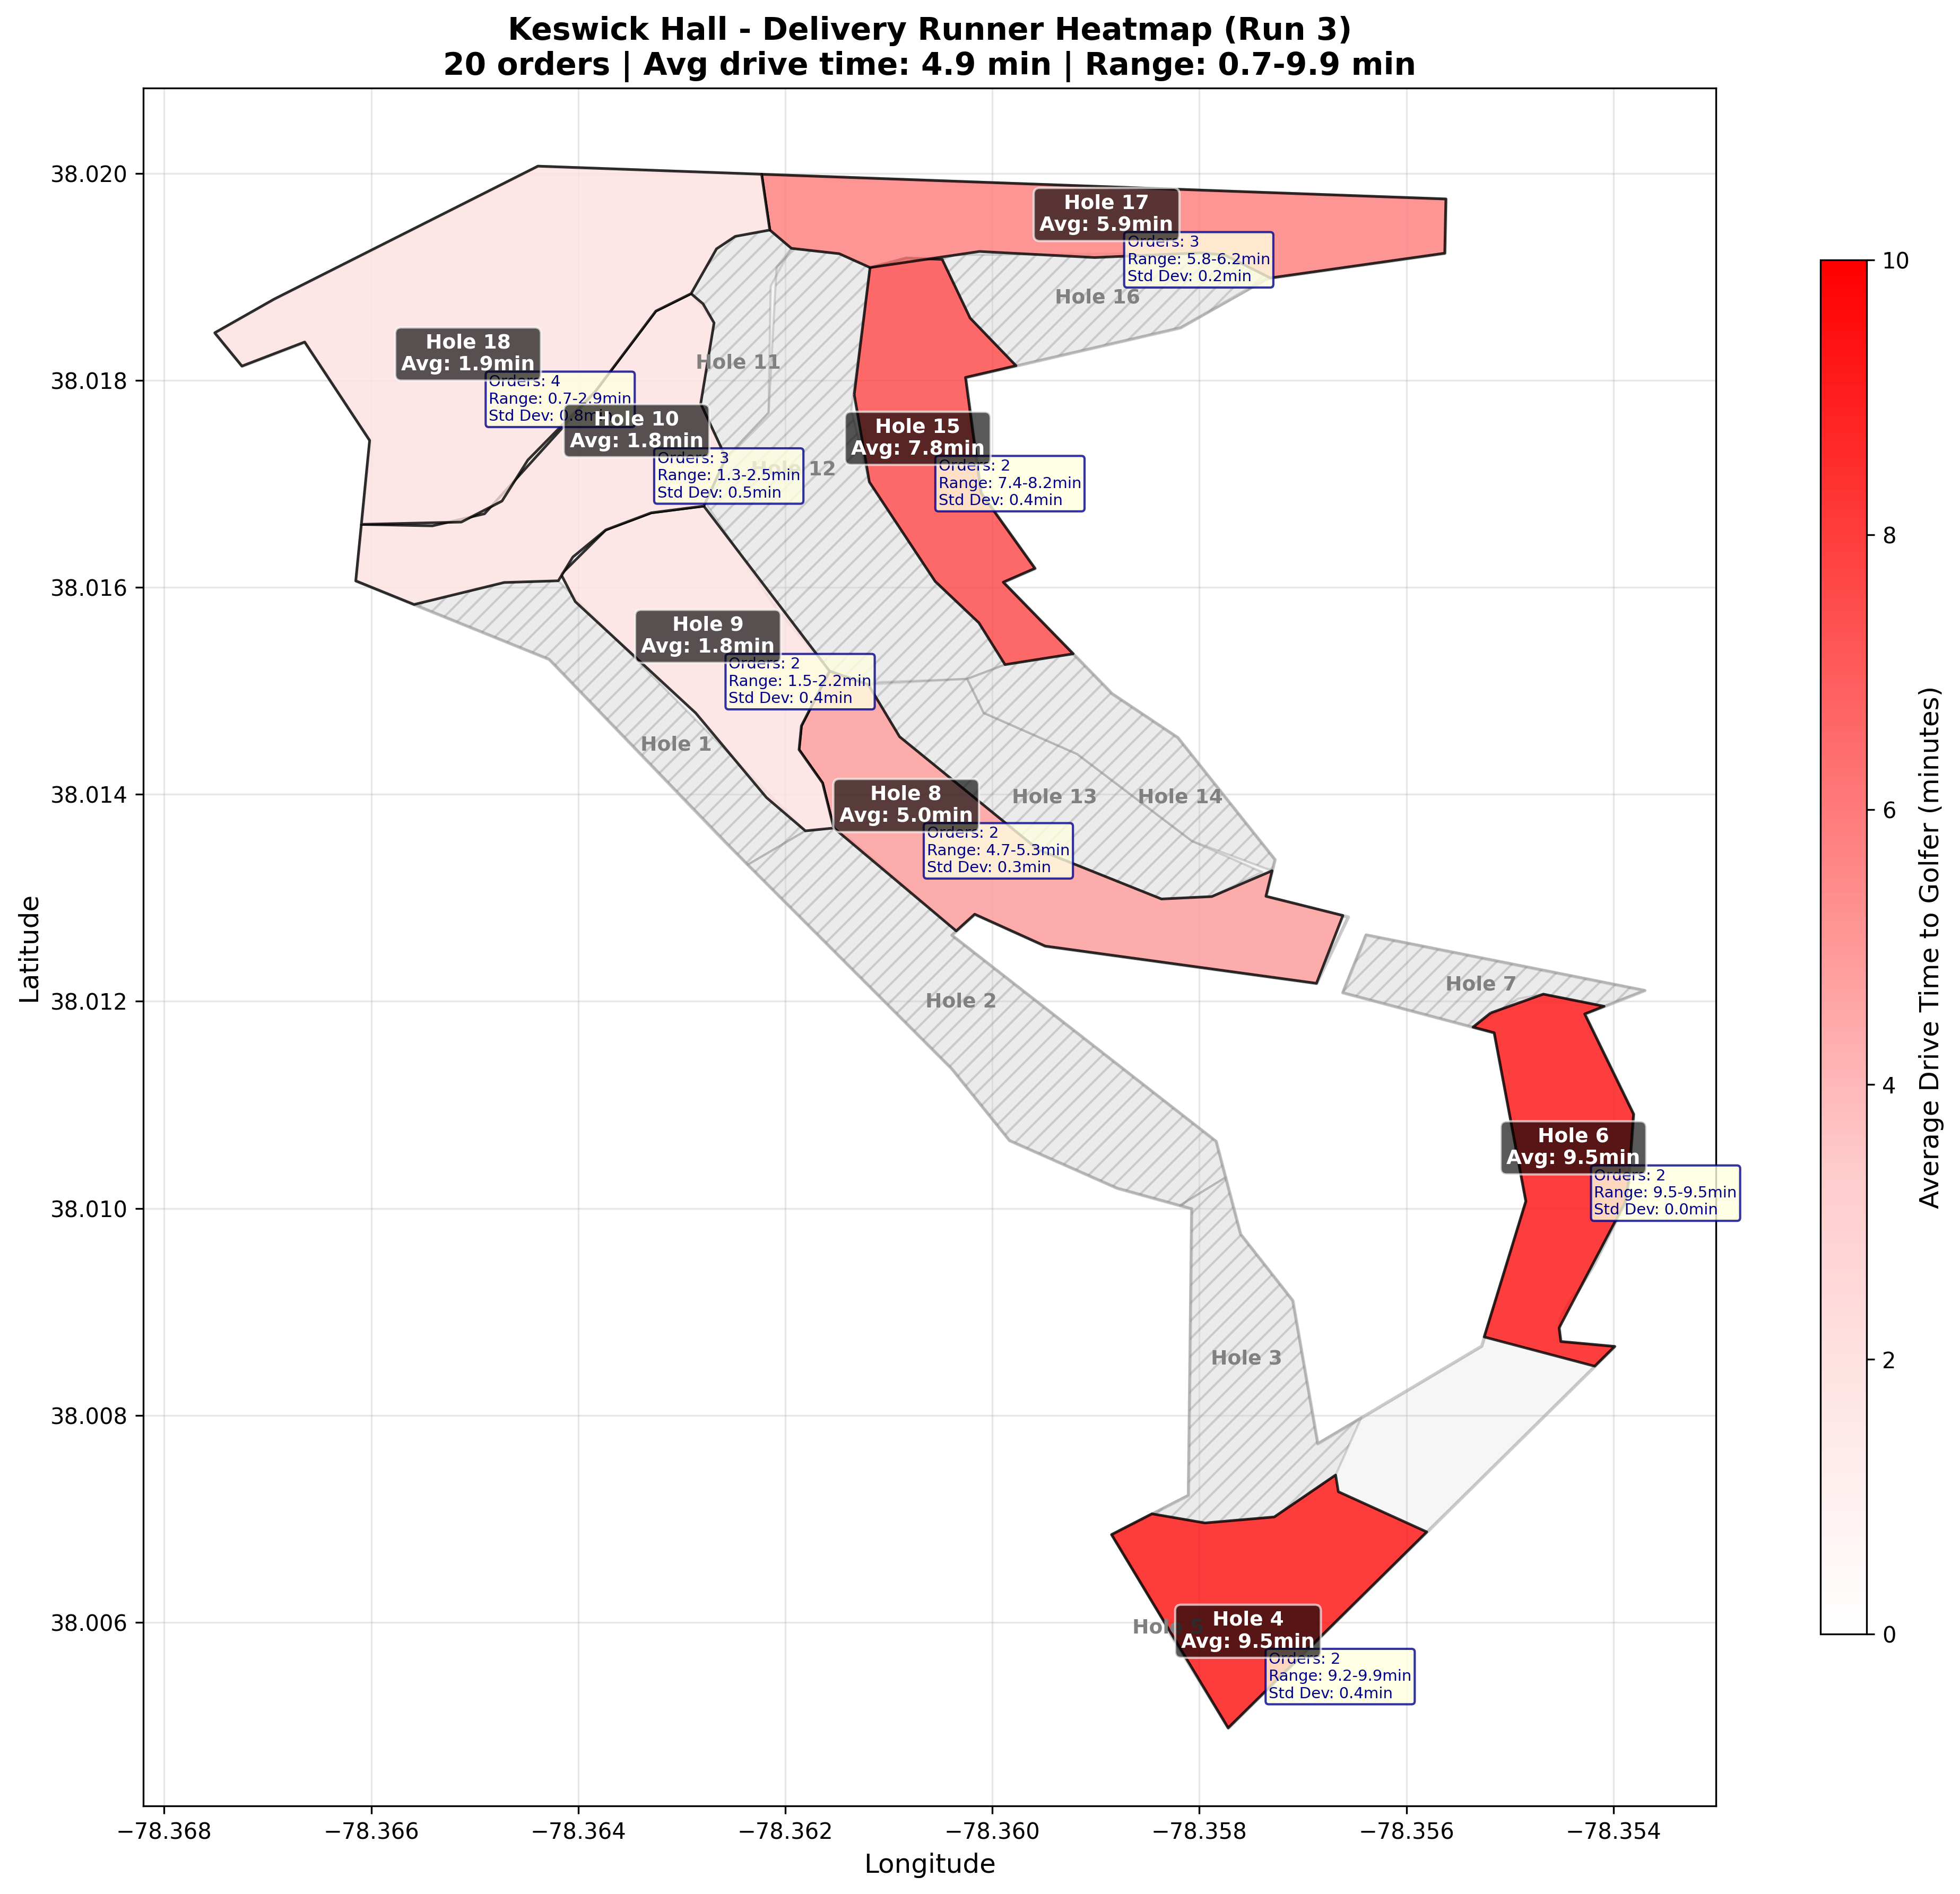 Keswick Hall - Delivery Runner Heatmap (Run 3)
20 orders | Avg drive time: 4.9 min | Range: 0.7-9.9 min
Latitude
38.020
38.018
38.016
38.014
38.012
38.010
38.008
38.006
Hole 17
Avg: 5.9min
Orders: 3
Range: 5.8-6.2min
Std Dev: 0.2min
Hole 16
Hole 18
Avg: 1.9min
Orders: 4
Range: 0.7-2.9min
Std Dev: 0.8min
Hole 11
Hole 10
Avg: 1.8min
Orders: 3
Range: 1.3-2.5min
Std Dev: 0.5min
Hole 12
Hole 15
Avg: 7.8min
Orders: 2
Range: 7.4-8.2min
Std Dev: 0.4min
Hole 9
Avg: 1.8min
Orders: 2
Range: 1.5-2.2min
Std Dev: 0.4min
Hole 1
Hole 8
Avg: 5.0min
Orders: 2
Range: 4.7-5.3min
Std Dev: 0.3min
Hole 13
Hole 14
Hole 2
Hole 7
Hole 6
Avg: 9.5min
Orders: 2
Range: 9.5-9.5min
Std Dev: 0.0min
Hole 3
Hole 5
Hole 4
Avg: 9.5min
Orders: 2
Range: 9.2-9.9min
Std Dev: 0.4min
−78.368
−78.366
−78.364
−78.362
−78.360
−78.358
−78.356
−78.354
Longitude
10
8
6
4
2
0
Average Drive Time to Golfer (minutes)